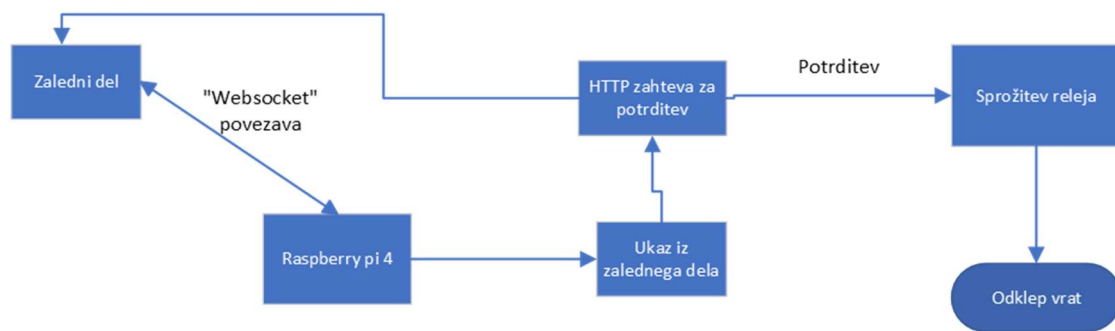 Zaledni del
"Websocket"
povezava
HTTP zahteva za
potrditev
Potrditev
Sprožitev releja
Raspberry pi 4
Ukaz iz
zalednega dela
Odklep vrat